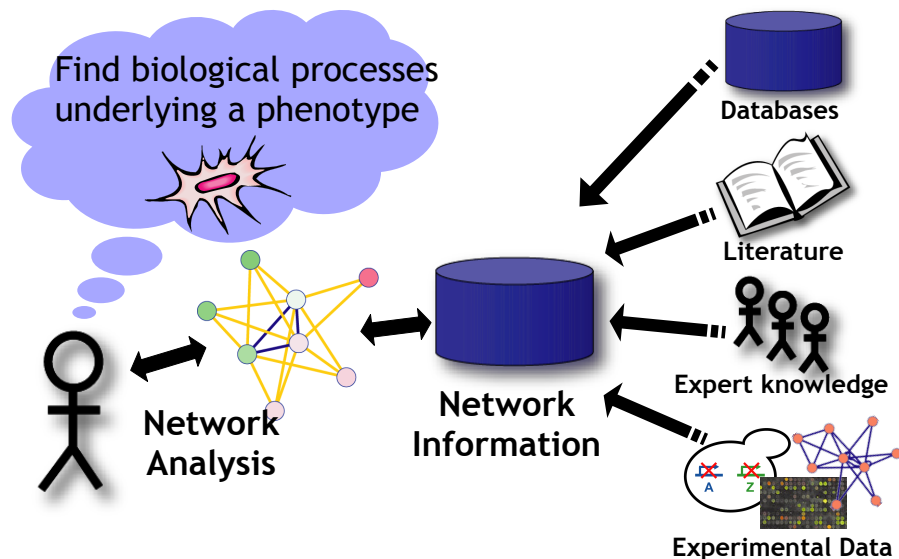 Find biological processes
underlying a phenotype
Databases
Literature
Expert knowledge
Network
Analysis
Network
Information
A Z
Experimental Data